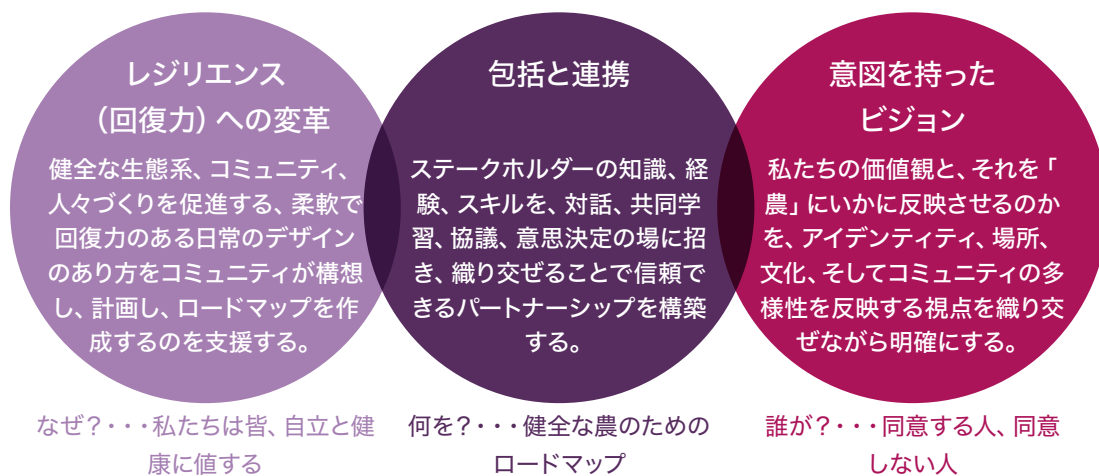 レジリエンス
（回復力）への変革
健全な生態系、コミュニティ、
人々づくりを促進する、柔軟で
回復力のある日常のデザイン
のあり方をコミュニティが構想
し、計画し、ロードマップを作
成するのを支援する。
なぜ？・・・私たちは皆、自立と健
康に値する
包括と連携
ステークホルダーの知識、経
験、スキルを、対話、共同学
習、協議、意思決定の場に招
き、織り交ぜることで信頼で
きるパートナーシップを構築
する。
何を？・・・健全な農のための
ロードマップ
意図を持った
ビジョン
私たちの価値観と、それを「
農」にいかに反映させるのか
を、アイデンティティ、場所、
文化、そしてコミュニティの多
様性を反映する視点を織り交
ぜながら明確にする。
誰が？・・・同意する人、同意
しない人